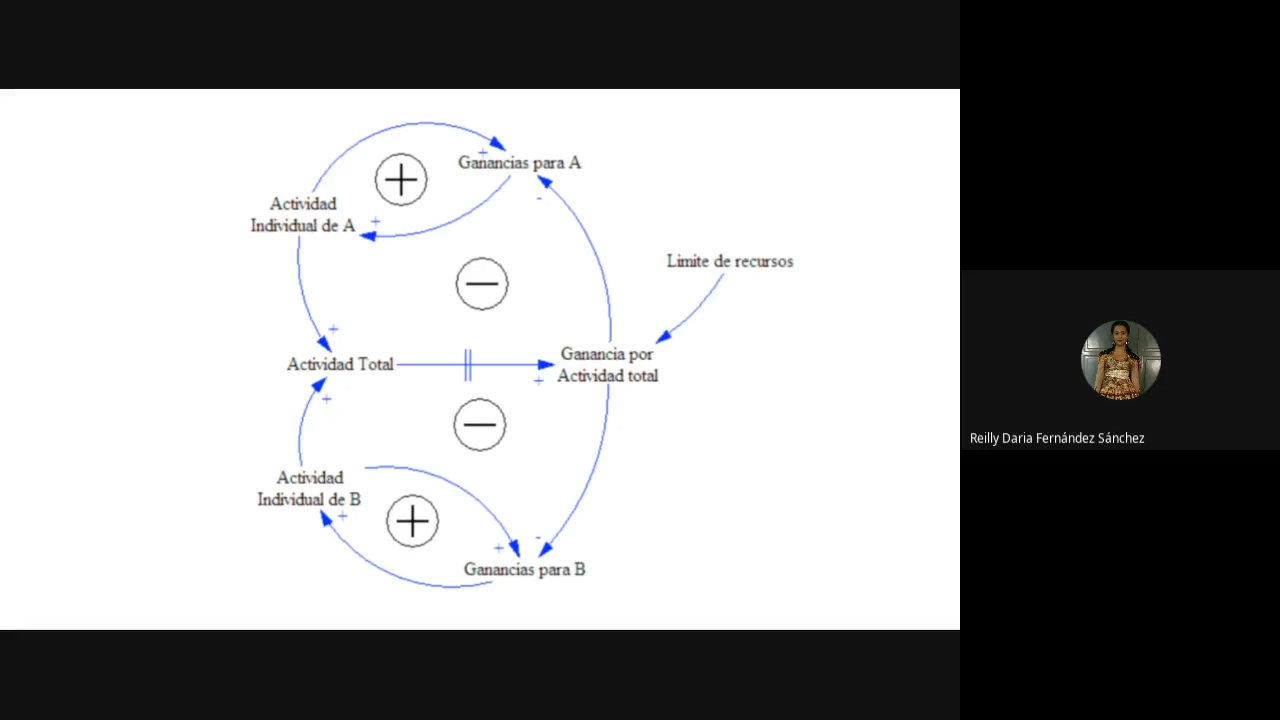 Ganancias para A
Actividad
Individual de A
Limite de recursos
Actividad Total
Ganancia por
Actividad total
Actividad
Individual de B
Ganancias para B
Reilly Daria Fernández Sánchez